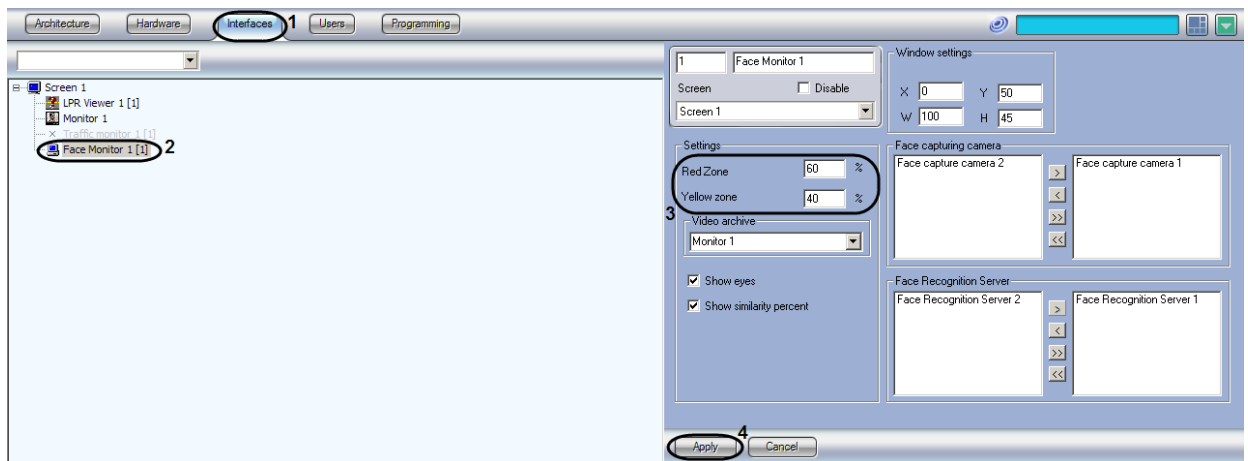 Architecture Hardware Interfaces 1 Users Programming
Screen 1
LPR Viewer 1 [1]
Monitor 1
Traffic monitor 1 [1]
Face Monitor 1 [1] 2
1 Face Monitor 1
Screen Disable
Screen 1
Window settings
X 0 Y 50
W 100 H 45
Settings
Red Zone 60 %
Yellow zone 40 %
3
Video archive
Monitor 1
Show eyes
Show similarity percent
Face capturing camera
Face capture camera 2 > Face capture camera 1
<
>>
<<
Face Recognition Server
Face Recognition Server 2 > Face Recognition Server 1
<
>>
<<
Apply 4 Cancel